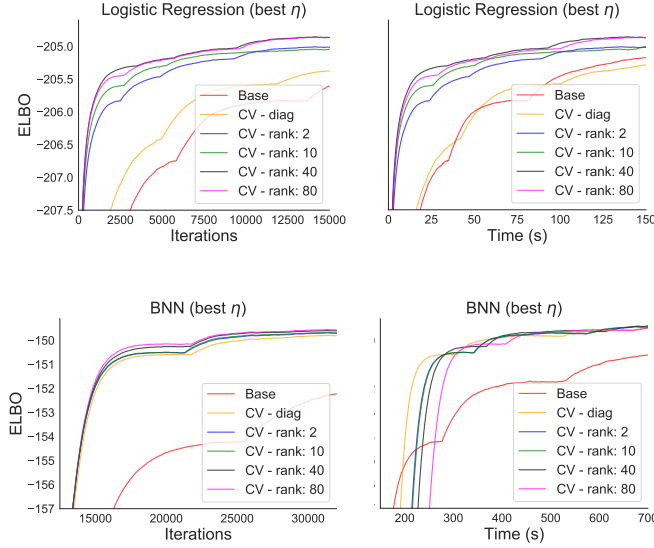 Logistic Regression (best η)
ELBO
−205.0
−205.5
−206.0
−206.5
−207.0
−207.5
0 2500 5000 7500 10000 12500 15000
Iterations
Base
CV - diag
CV - rank: 2
CV - rank: 10
CV - rank: 40
CV - rank: 80
Logistic Regression (best η)
0 25 50 75 100 125 150
Time (s)
Base
CV - diag
CV - rank: 2
CV - rank: 10
CV - rank: 40
CV - rank: 80
BNN (best η)
ELBO
−150
−151
−152
−153
−154
−155
−156
−157
15000 20000 25000 30000
Iterations
Base
CV - diag
CV - rank: 2
CV - rank: 10
CV - rank: 40
CV - rank: 80
BNN (best η)
200 300 400 500 600 700
Time (s)
Base
CV - diag
CV - rank: 2
CV - rank: 10
CV - rank: 40
CV - rank: 80